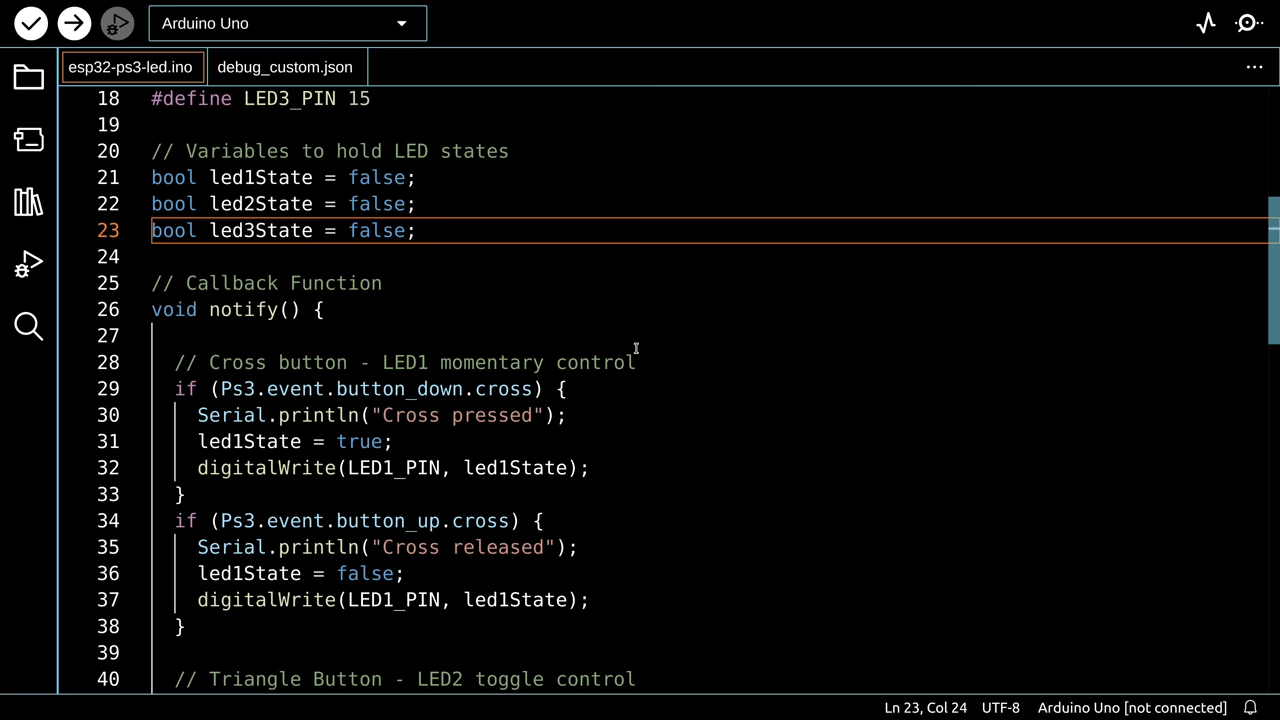 Arduino Uno
esp32-ps3-led.ino debug_custom.json
18 #define LED3_PIN 15
19
20 // Variables to hold LED states
21 bool led1State = false;
22 bool led2State = false;
23 bool led3State = false;
24
25 // Callback Function
26 void notify() {
27
28 // Cross button - LED1 momentary control
29 if (Ps3.event.button_down.cross) {
30 Serial.println("Cross pressed");
31 led1State = true;
32 digitalWrite(LED1_PIN, led1State);
33 }
34 if (Ps3.event.button_up.cross) {
35 Serial.println("Cross released");
36 led1State = false;
37 digitalWrite(LED1_PIN, led1State);
38 }
39
40 // Triangle Button - LED2 toggle control
Ln 23, Col 24 UTF-8 Arduino Uno [not connected]